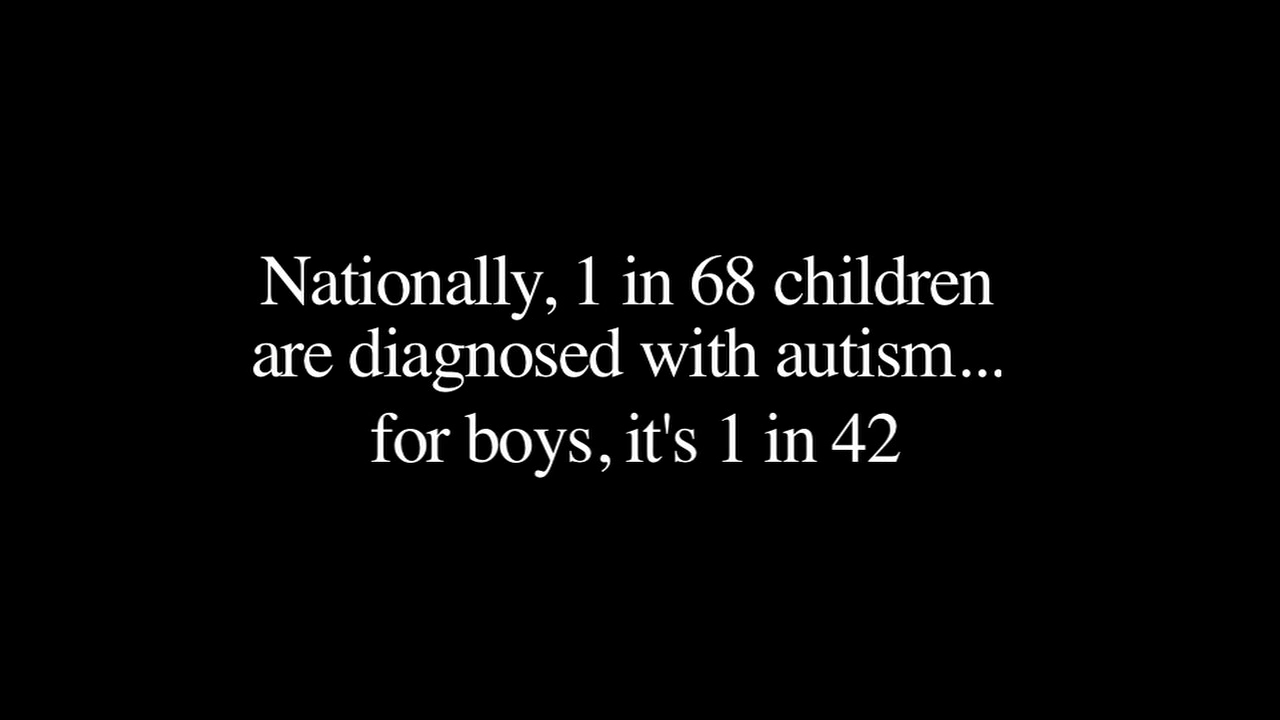 Nationally, 1 in 68 children
are diagnosed with autism...
for boys, it's 1 in 42